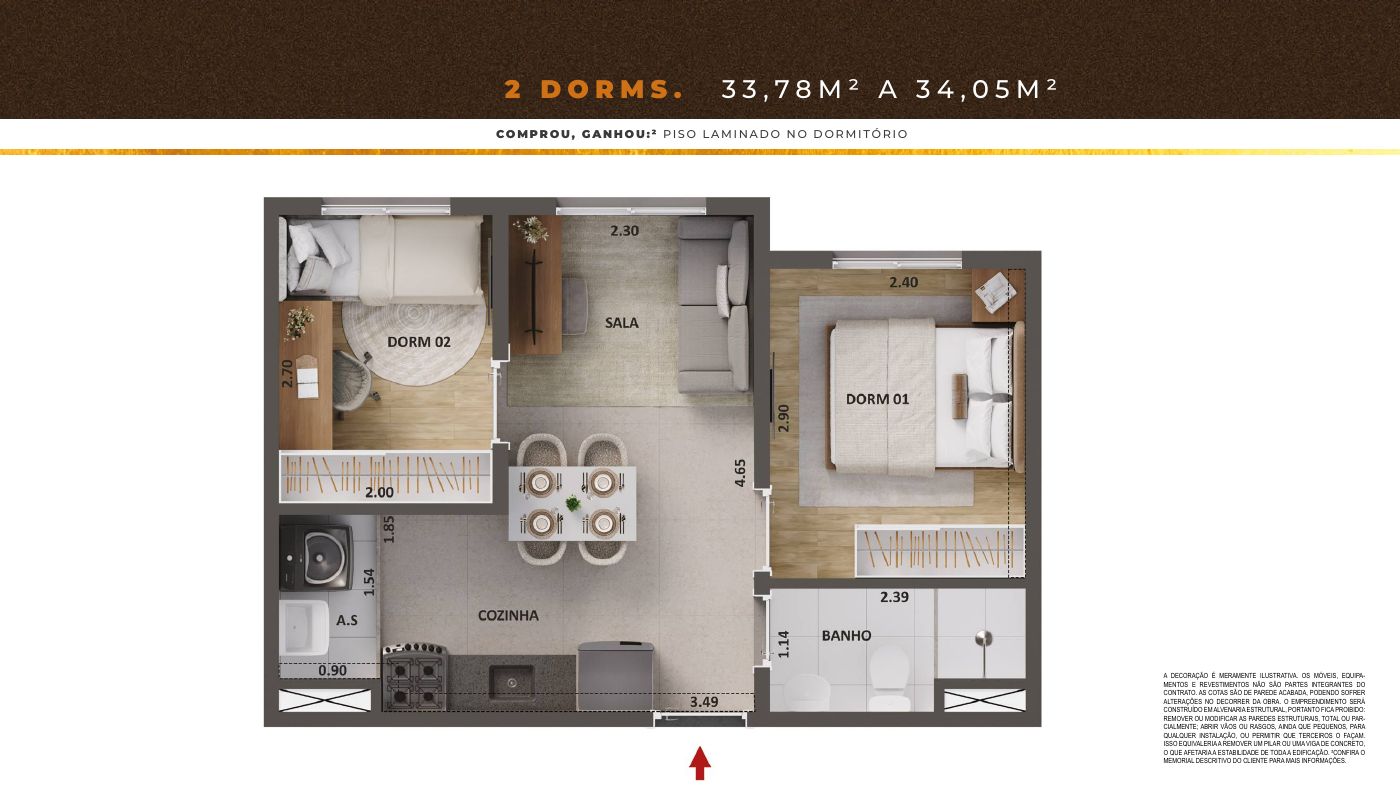 2 DORMS. 33,78M² A 34,05M²
COMPROU, GANHOU:² PISO LAMINADO NO DORMITÓRIO
2.30
2.40
SALA
DORM 02
2.70
DORM 01
2.90
4.65
2.00
1.85
1.54
2.39
COZINHA
A.S
BANHO
1.14
0.90
3.49
A DECORAÇÃO É MERAMENTE ILUSTRATIVA. OS MÓVEIS, EQUIPA-
MENTOS E REVESTIMENTOS NÃO SÃO PARTES INTEGRANTES DO
CONTRATO. AS COTAS SÃO DE PAREDE ACABADA, PODENDO SOFRER
ALTERAÇÕES NO DECORRER DA OBRA. O EMPREENDIMENTO SERÁ
CONSTRUÍDO EM ALVENARIA ESTRUTURAL, PORTANTO FICA PROIBIDO:
REMOVER OU MODIFICAR AS PAREDES ESTRUTURAIS, TOTAL OU PAR-
CIALMENTE; ABRIR VÃOS OU RASGOS, AINDA QUE PEQUENOS, PARA
QUALQUER INSTALAÇÃO, OU PERMITIR QUE TERCEIROS O FAÇAM.
ISSO EQUIVALERIA A REMOVER UM PILAR OU UMA VIGA DE CONCRETO,
O QUE AFETARIA A ESTABILIDADE DE TODA A EDIFICAÇÃO. ²CONFIRA O
MEMORIAL DESCRITIVO DO CLIENTE PARA MAIS INFORMAÇÕES.